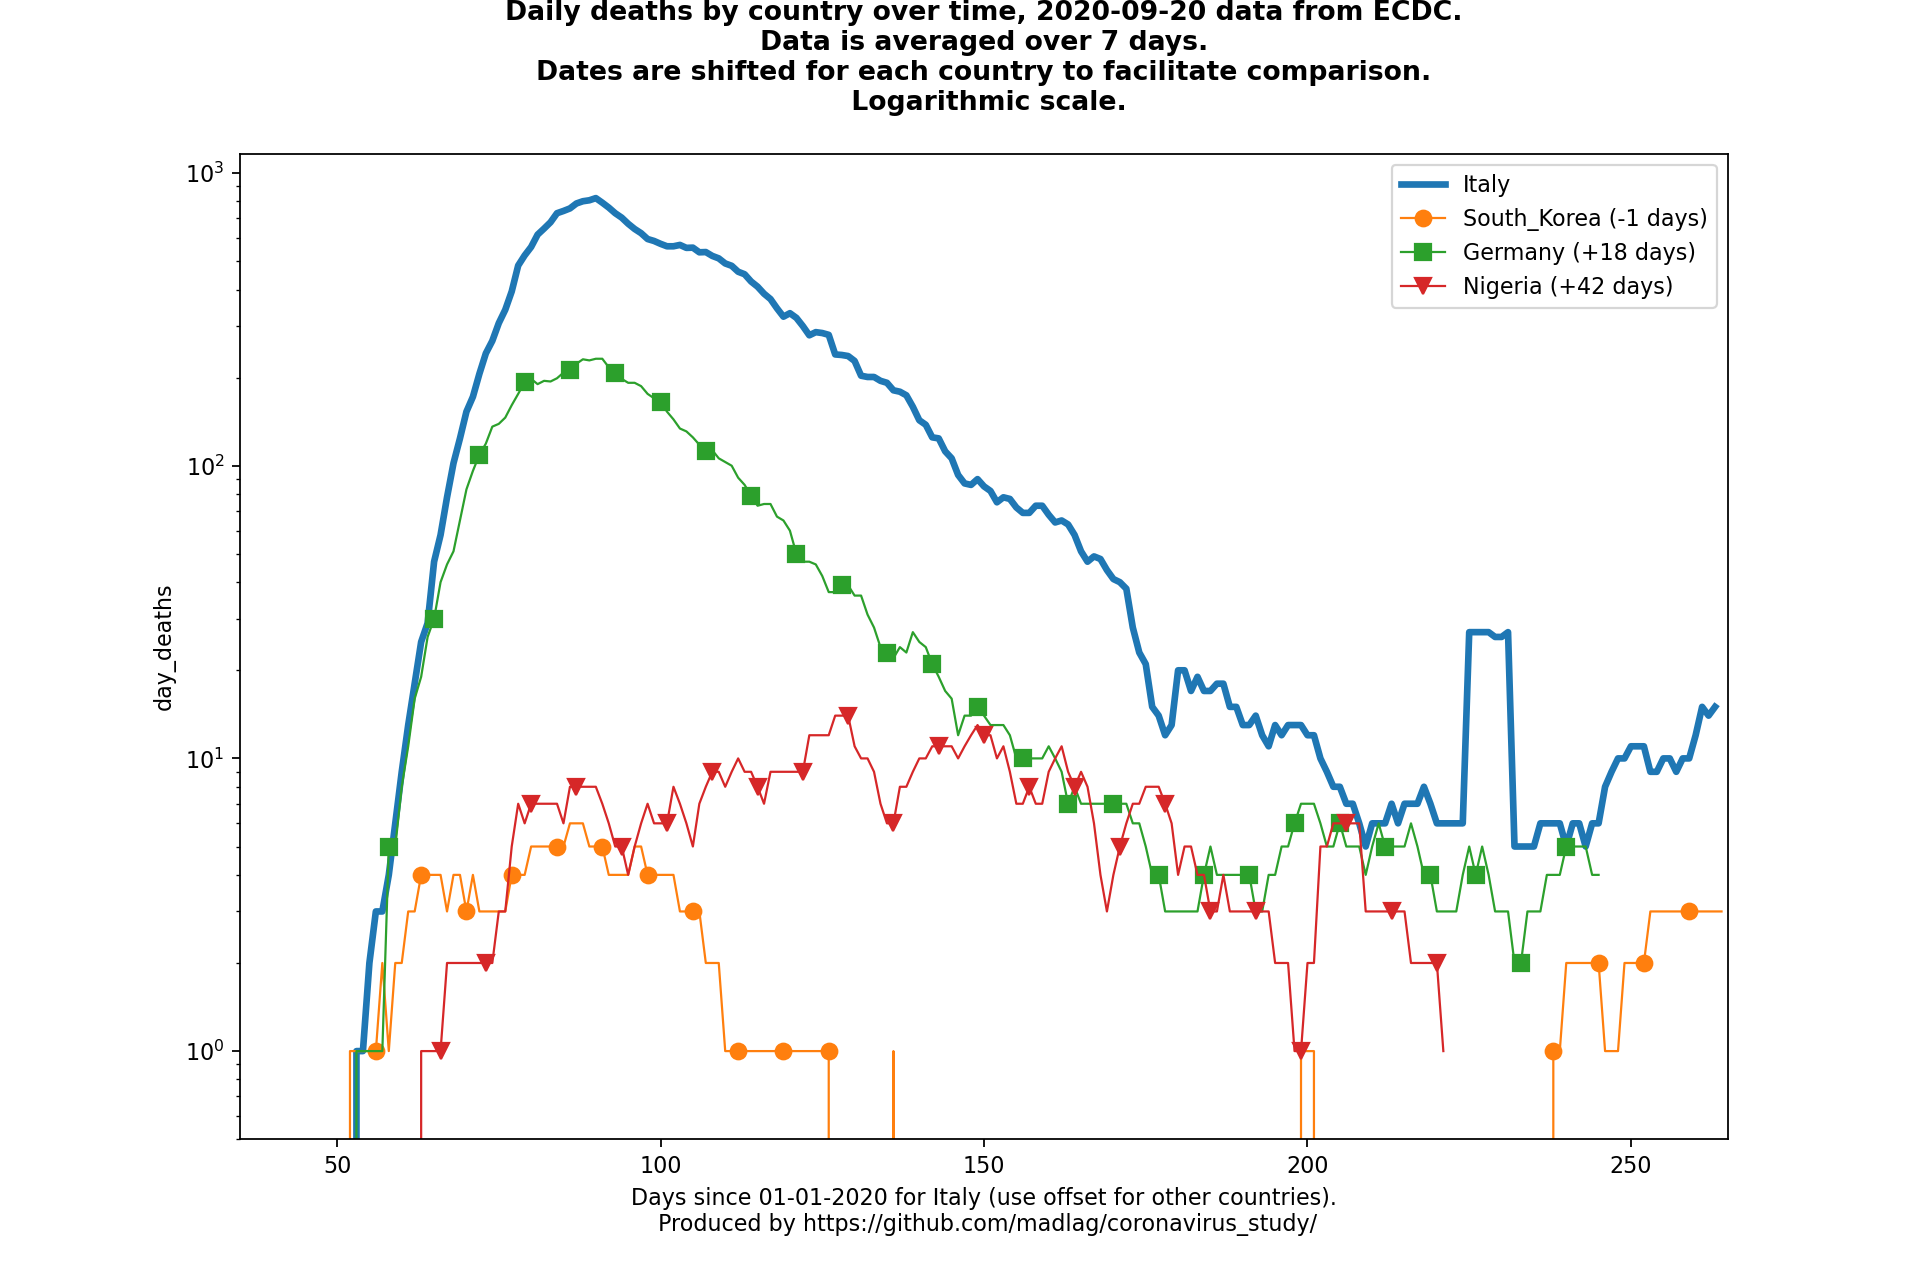 Daily deaths by country over time, 2020-09-20 data from ECDC.
Data is averaged over 7 days.
Dates are shifted for each country to facilitate comparison.
Logarithmic scale.
10³
10²
10¹
10⁰
day_deaths
Italy
South_Korea (-1 days)
Germany (+18 days)
Nigeria (+42 days)
50 100 150 200 250
Days since 01-01-2020 for Italy (use offset for other countries).
Produced by https://github.com/madlag/coronavirus_study/